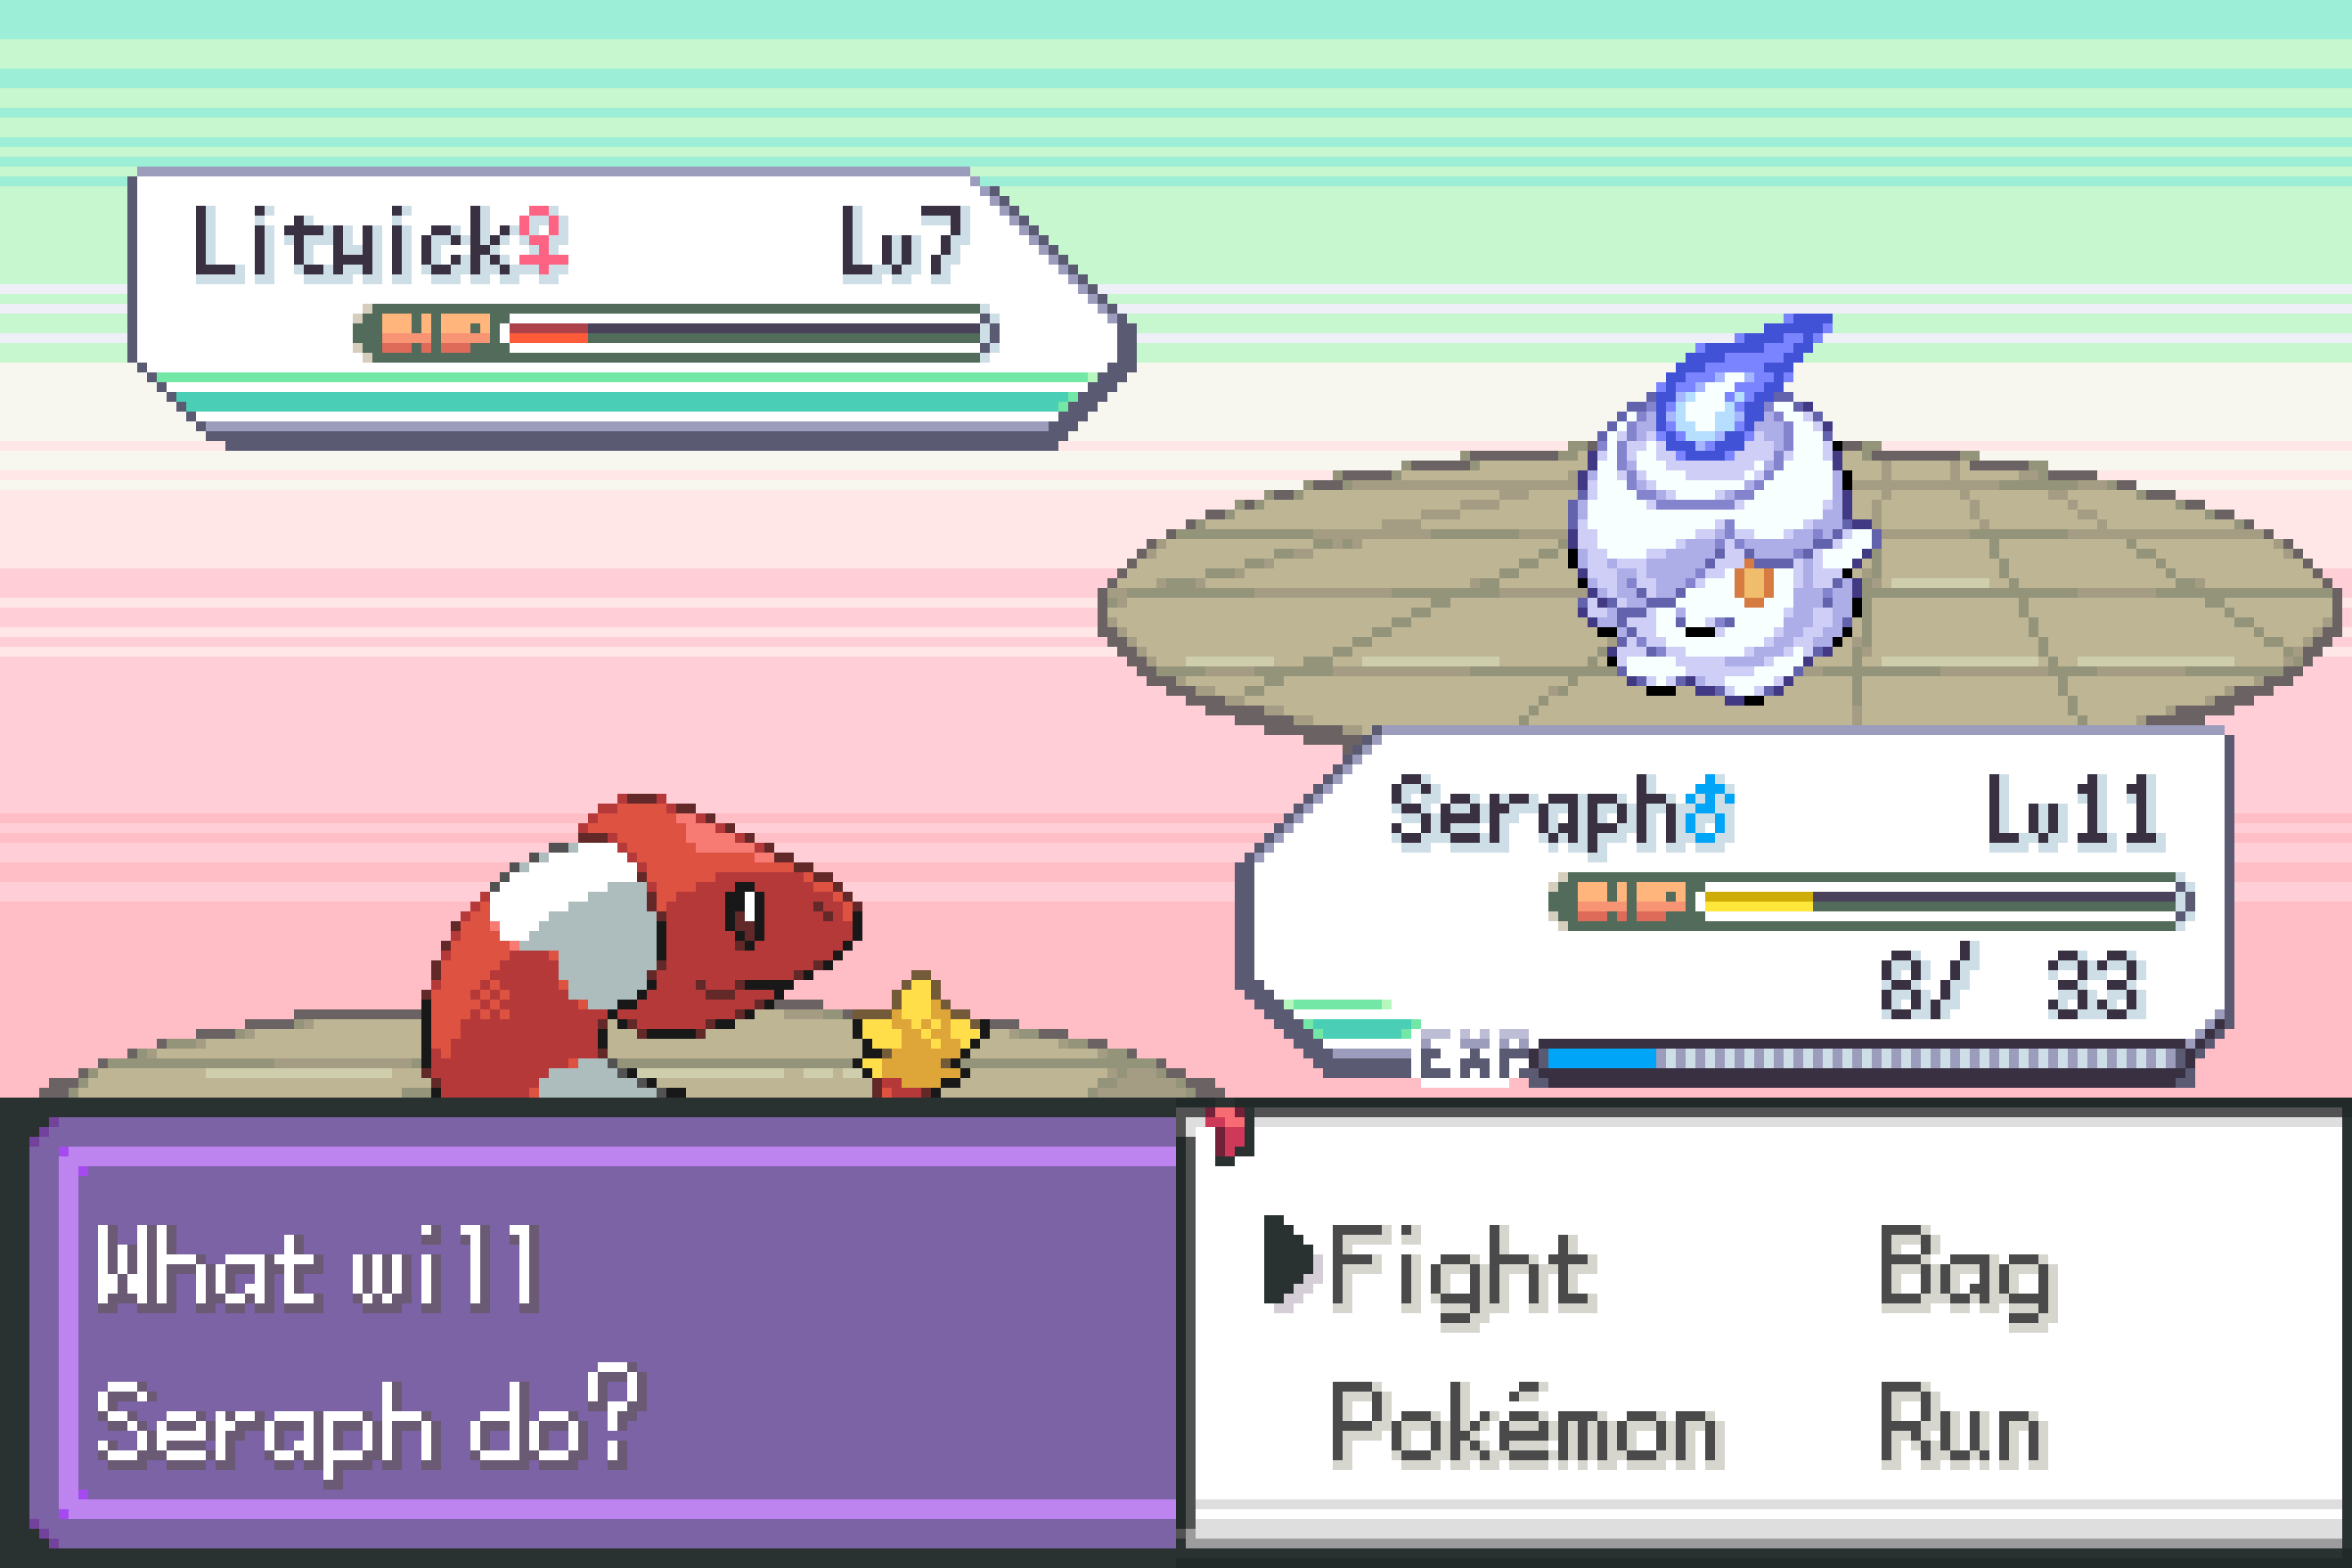 Litwick♀ Lv7
HP
Seraph♂ Lv11
HP
8/ 33
EXP
What will
Seraph do?
Fight Bag
Pokémon Run